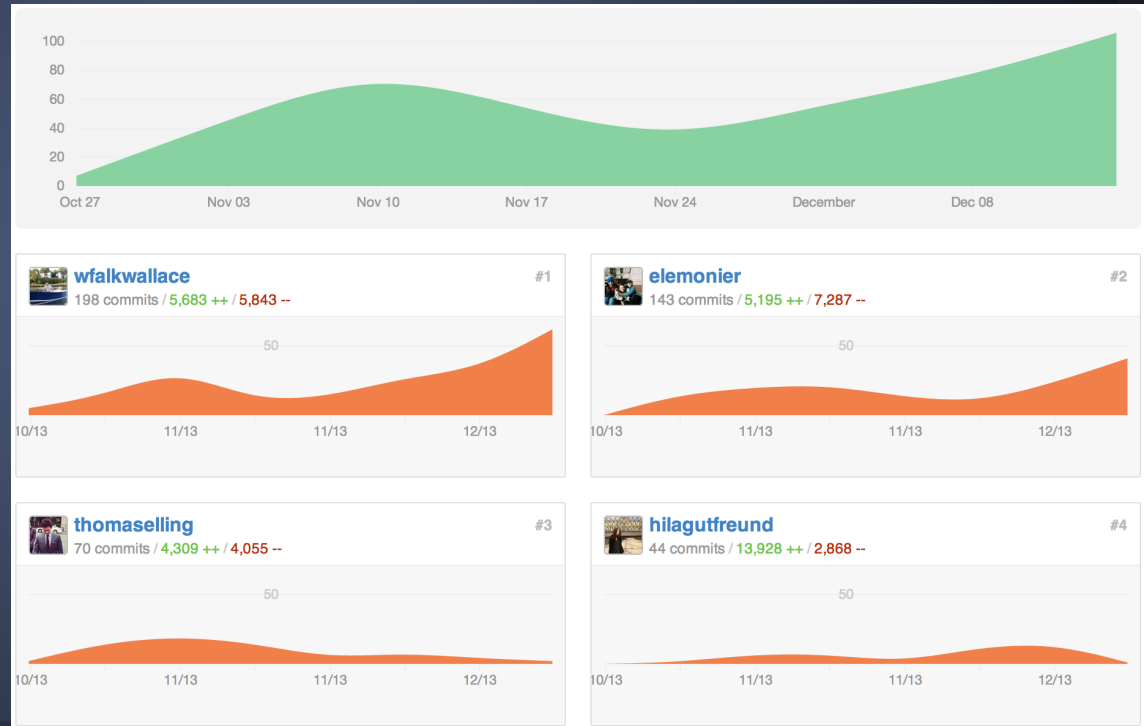 100
80
60
40
20
0
Oct 27 Nov 03 Nov 10 Nov 17 Nov 24 December Dec 08
wfalkwallace #1
198 commits / 5,683 ++ / 5,843 --
50
10/13 11/13 11/13 12/13
elemonier #2
143 commits / 5,195 ++ / 7,287 --
50
10/13 11/13 11/13 12/13
thomaselling #3
70 commits / 4,309 ++ / 4,055 --
50
10/13 11/13 11/13 12/13
hilagutfreund #4
44 commits / 13,928 ++ / 2,868 --
50
10/13 11/13 11/13 12/13